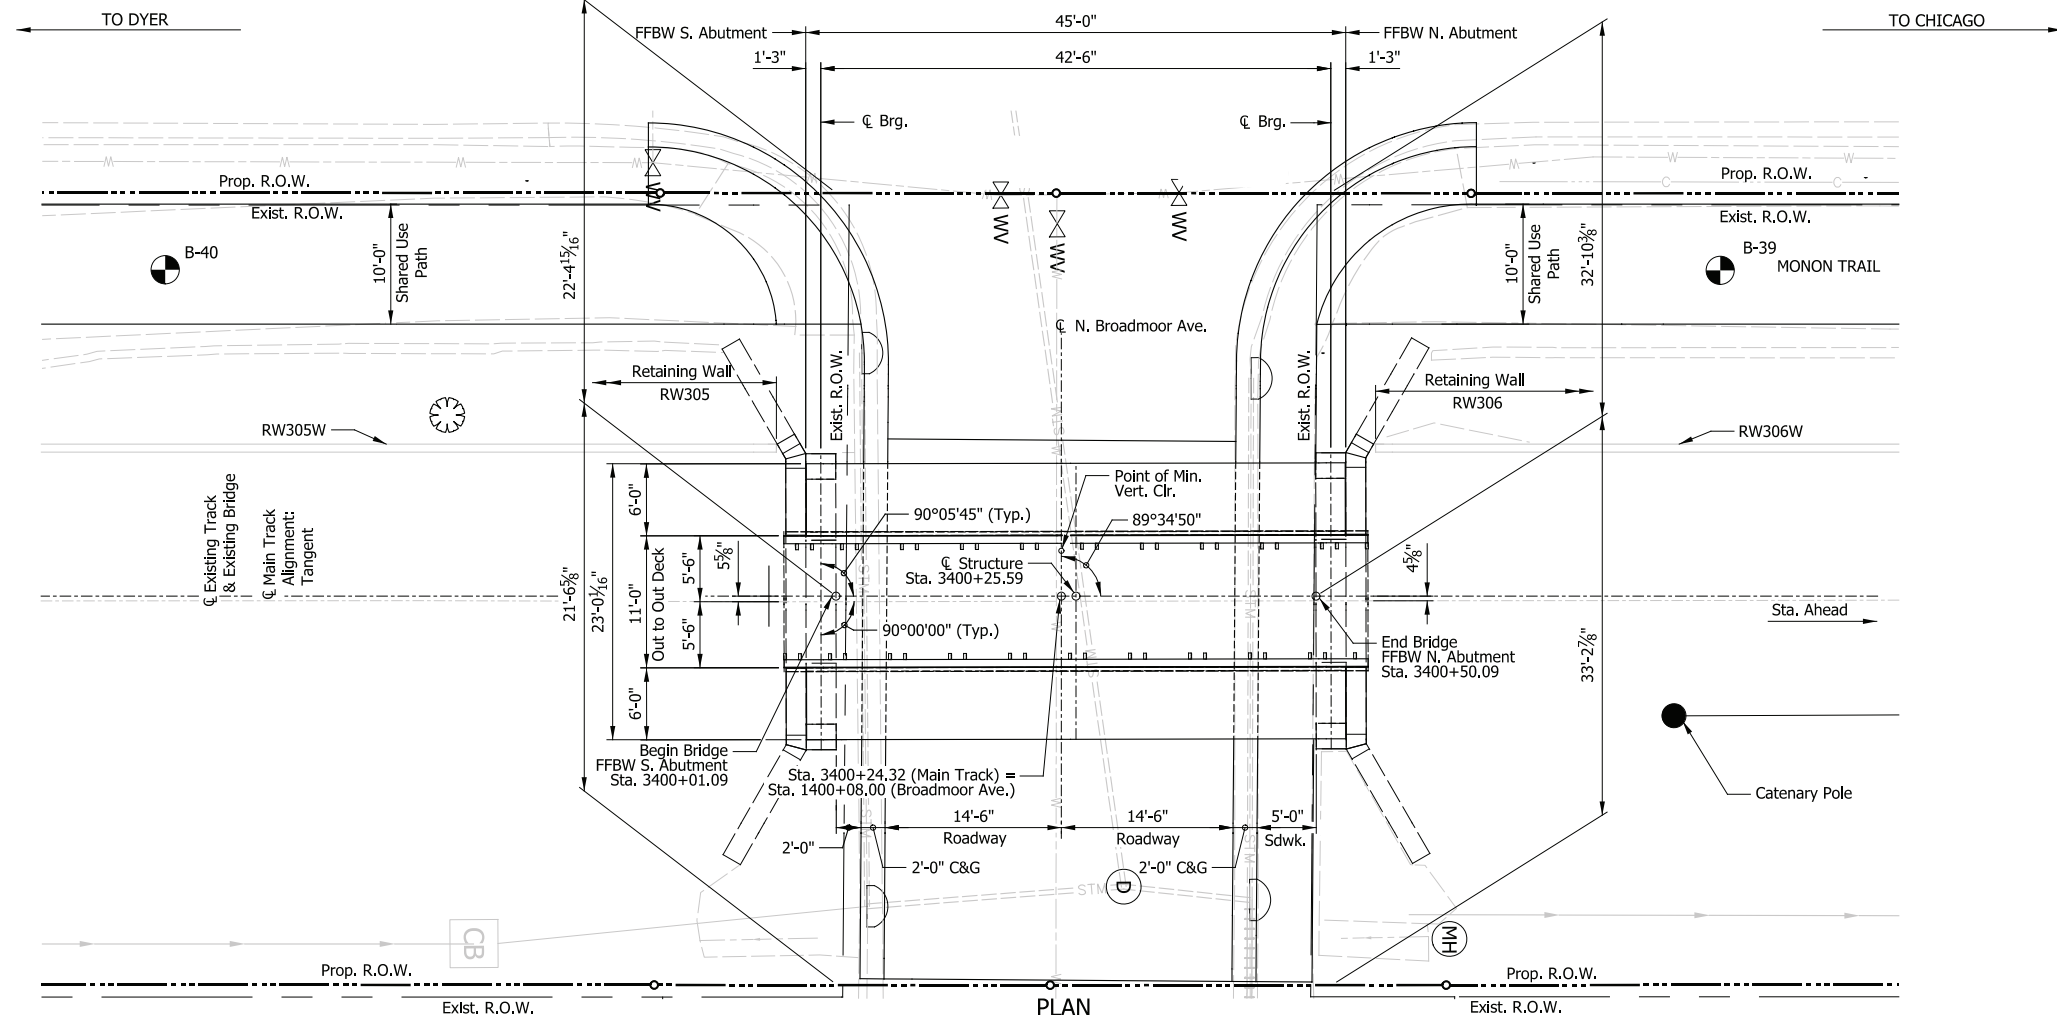 TO DYER
45'-0"
TO CHICAGO
FFBW S. Abutment
FFBW N. Abutment
1'-3"
42'-6"
1'-3"
℄ Brg.
℄ Brg.
W W W W W W W W W W
Prop. R.O.W.
Prop. R.O.W.
C C
Exist. R.O.W.
Exist. R.O.W.
WV
WV
WV
WV
B-40
B-39
MONON TRAIL
10'-0"
Shared Use
Path
22'-4 15/16"
10'-0"
Shared Use
Path
32'-10 3/8"
℄ N. Broadmoor Ave.
Exist. R.O.W.
Exist. R.O.W.
Retaining Wall
RW305
Retaining Wall
RW306
RW305W
RW306W
℄ Existing Track
& Existing Bridge
℄ Main Track
Alignment:
Tangent
21'-6 5/8"
23'-0 1/16"
6'-0"
11'-0"
Out to Out Deck
6'-0"
5'-6"
5'-6"
5 5/8"
Point of Min.
Vert. Clr.
90°05'45" (Typ.)
89°34'50"
℄ Structure
Sta. 3400+25.59
90°00'00" (Typ.)
4 5/8"
Sta. Ahead
End Bridge
FFBW N. Abutment
Sta. 3400+50.09
33'-2 7/8"
Begin Bridge
FFBW S. Abutment
Sta. 3400+01.09
Sta. 3400+24.32 (Main Track) =
Sta. 1400+08.00 (Broadmoor Ave.)
Catenary Pole
14'-6"
Roadway
14'-6"
Roadway
5'-0"
Sdwk.
2'-0"
2'-0" C&G
2'-0" C&G
STM
STM
STM
STM
STM
STM
D
CB
MH
Prop. R.O.W.
Prop. R.O.W.
Exist. R.O.W.
PLAN
Exist. R.O.W.